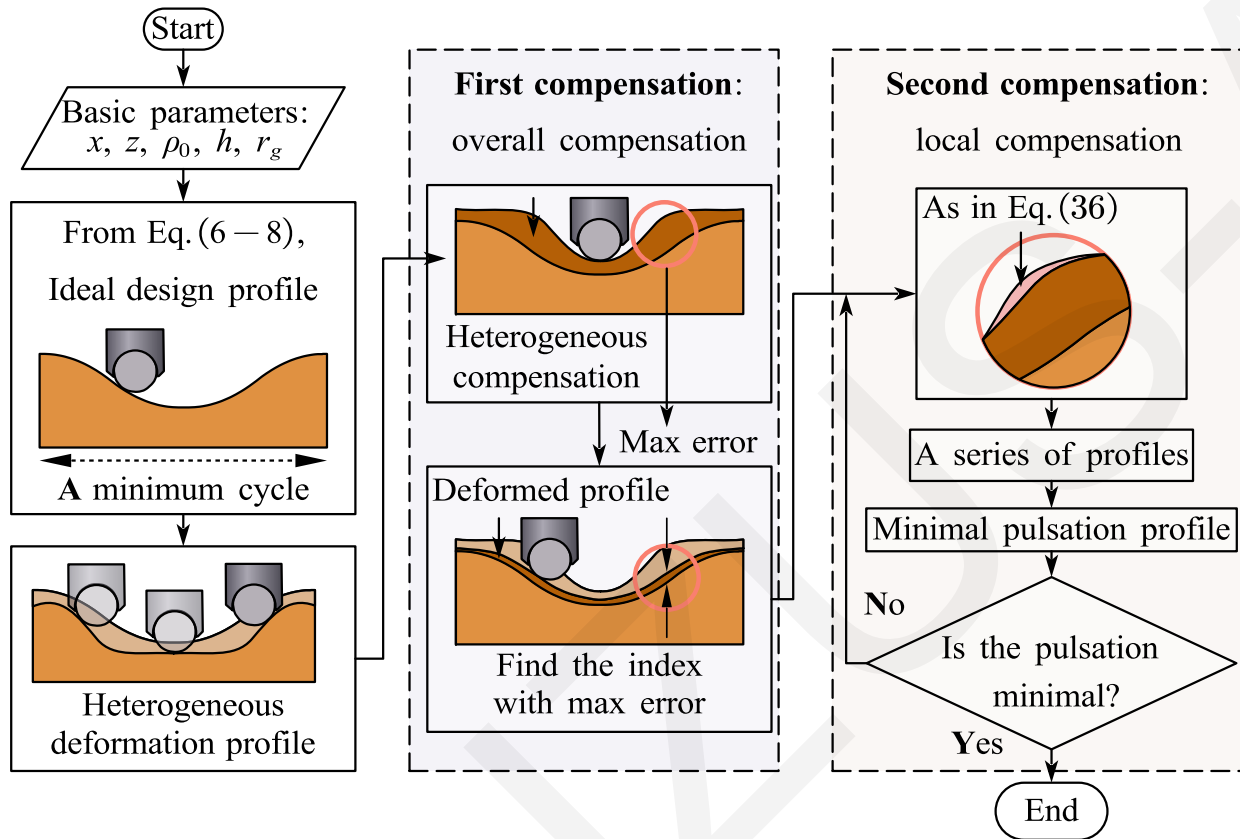 Start
Basic parameters:
x, z, ρ₀, h, r_g
From Eq.(6−8),
Ideal design profile
A minimum cycle
Heterogeneous
deformation profile
First compensation:
overall compensation
Heterogeneous
compensation
Max error
Deformed profile
Find the index
with max error
Second compensation:
local compensation
As in Eq.(36)
A series of profiles
Minimal pulsation profile
No
Is the pulsation
minimal?
Yes
End